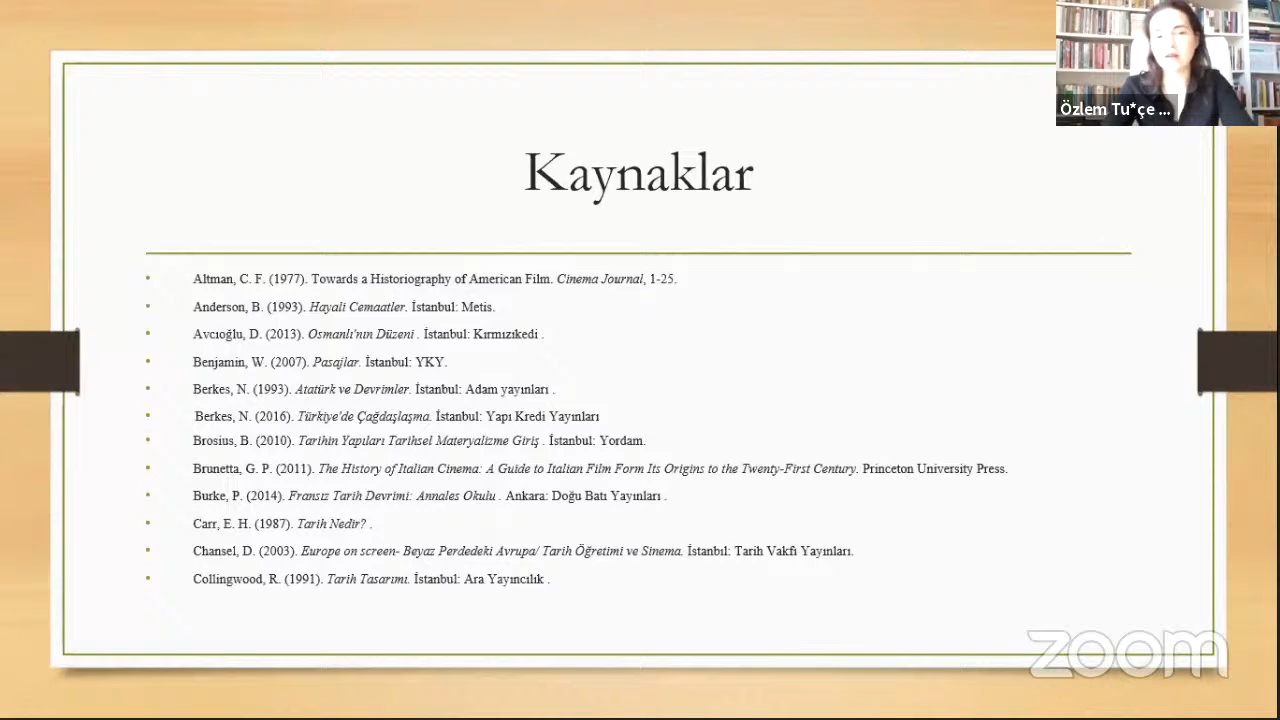 Özlem Tu*çe ...
Kaynaklar
• Altman, C. F. (1977). Towards a Historiography of American Film. Cinema Journal, 1-25.
• Anderson, B. (1993). Hayali Cemaatler. İstanbul: Metis.
• Avcıoğlu, D. (2013). Osmanlı'nın Düzeni . İstanbul: Kırmızıkedi .
• Benjamin, W. (2007). Pasajlar. İstanbul: YKY.
• Berkes, N. (1993). Atatürk ve Devrimler. İstanbul: Adam yayınları .
• Berkes, N. (2016). Türkiye'de Çağdaşlaşma. İstanbul: Yapı Kredi Yayınları
• Brosius, B. (2010). Tarihin Yapıları Tarihsel Materyalizme Giriş . İstanbul: Yordam.
• Brunetta, G. P. (2011). The History of Italian Cinema: A Guide to Italian Film Form Its Origins to the Twenty-First Century. Princeton University Press.
• Burke, P. (2014). Fransız Tarih Devrimi: Annales Okulu . Ankara: Doğu Batı Yayınları .
• Carr, E. H. (1987). Tarih Nedir? .
• Chansel, D. (2003). Europe on screen- Beyaz Perdedeki Avrupa/ Tarih Öğretimi ve Sinema. İstanbıl: Tarih Vakfı Yayınları.
• Collingwood, R. (1991). Tarih Tasarımı. İstanbul: Ara Yayıncılık .
zoom